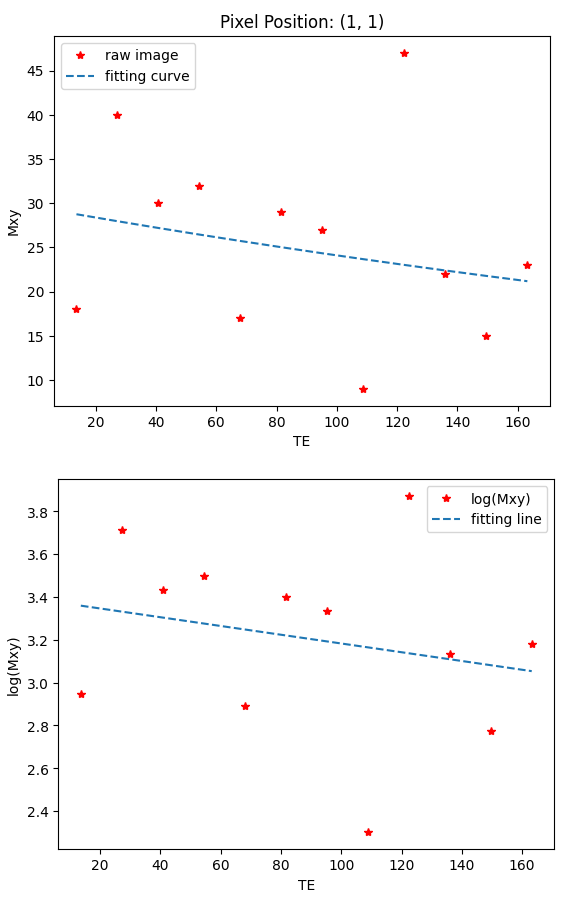 Pixel Position: (1, 1)
raw image
fitting curve
45
40
35
30
25
20
15
10
Mxy
20 40 60 80 100 120 140 160
TE
log(Mxy)
fitting line
3.8
3.6
3.4
3.2
3.0
2.8
2.6
2.4
log(Mxy)
20 40 60 80 100 120 140 160
TE